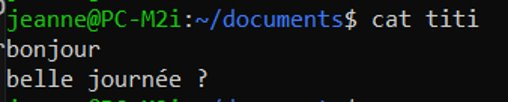 jeanne@PC-M2i:~/documents$ cat titi
bonjour
belle journée ?